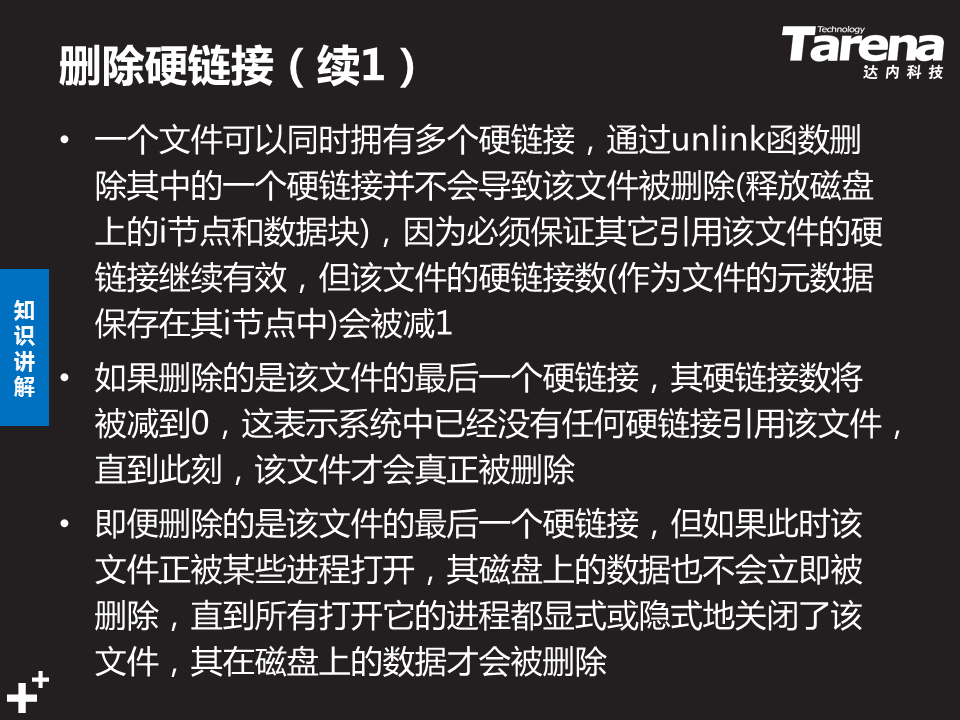 删除硬链接（续1）
Technology
Tarena
达内科技
• 一个文件可以同时拥有多个硬链接，通过unlink函数删
除其中的一个硬链接并不会导致该文件被删除(释放磁盘
上的i节点和数据块)，因为必须保证其它引用该文件的硬
链接继续有效，但该文件的硬链接数(作为文件的元数据
保存在其i节点中)会被减1
• 如果删除的是该文件的最后一个硬链接，其硬链接数将
被减到0，这表示系统中已经没有任何硬链接引用该文件，
直到此刻，该文件才会真正被删除
• 即便删除的是该文件的最后一个硬链接，但如果此时该
文件正被某些进程打开，其磁盘上的数据也不会立即被
删除，直到所有打开它的进程都显式或隐式地关闭了该
文件，其在磁盘上的数据才会被删除
知
识
讲
解